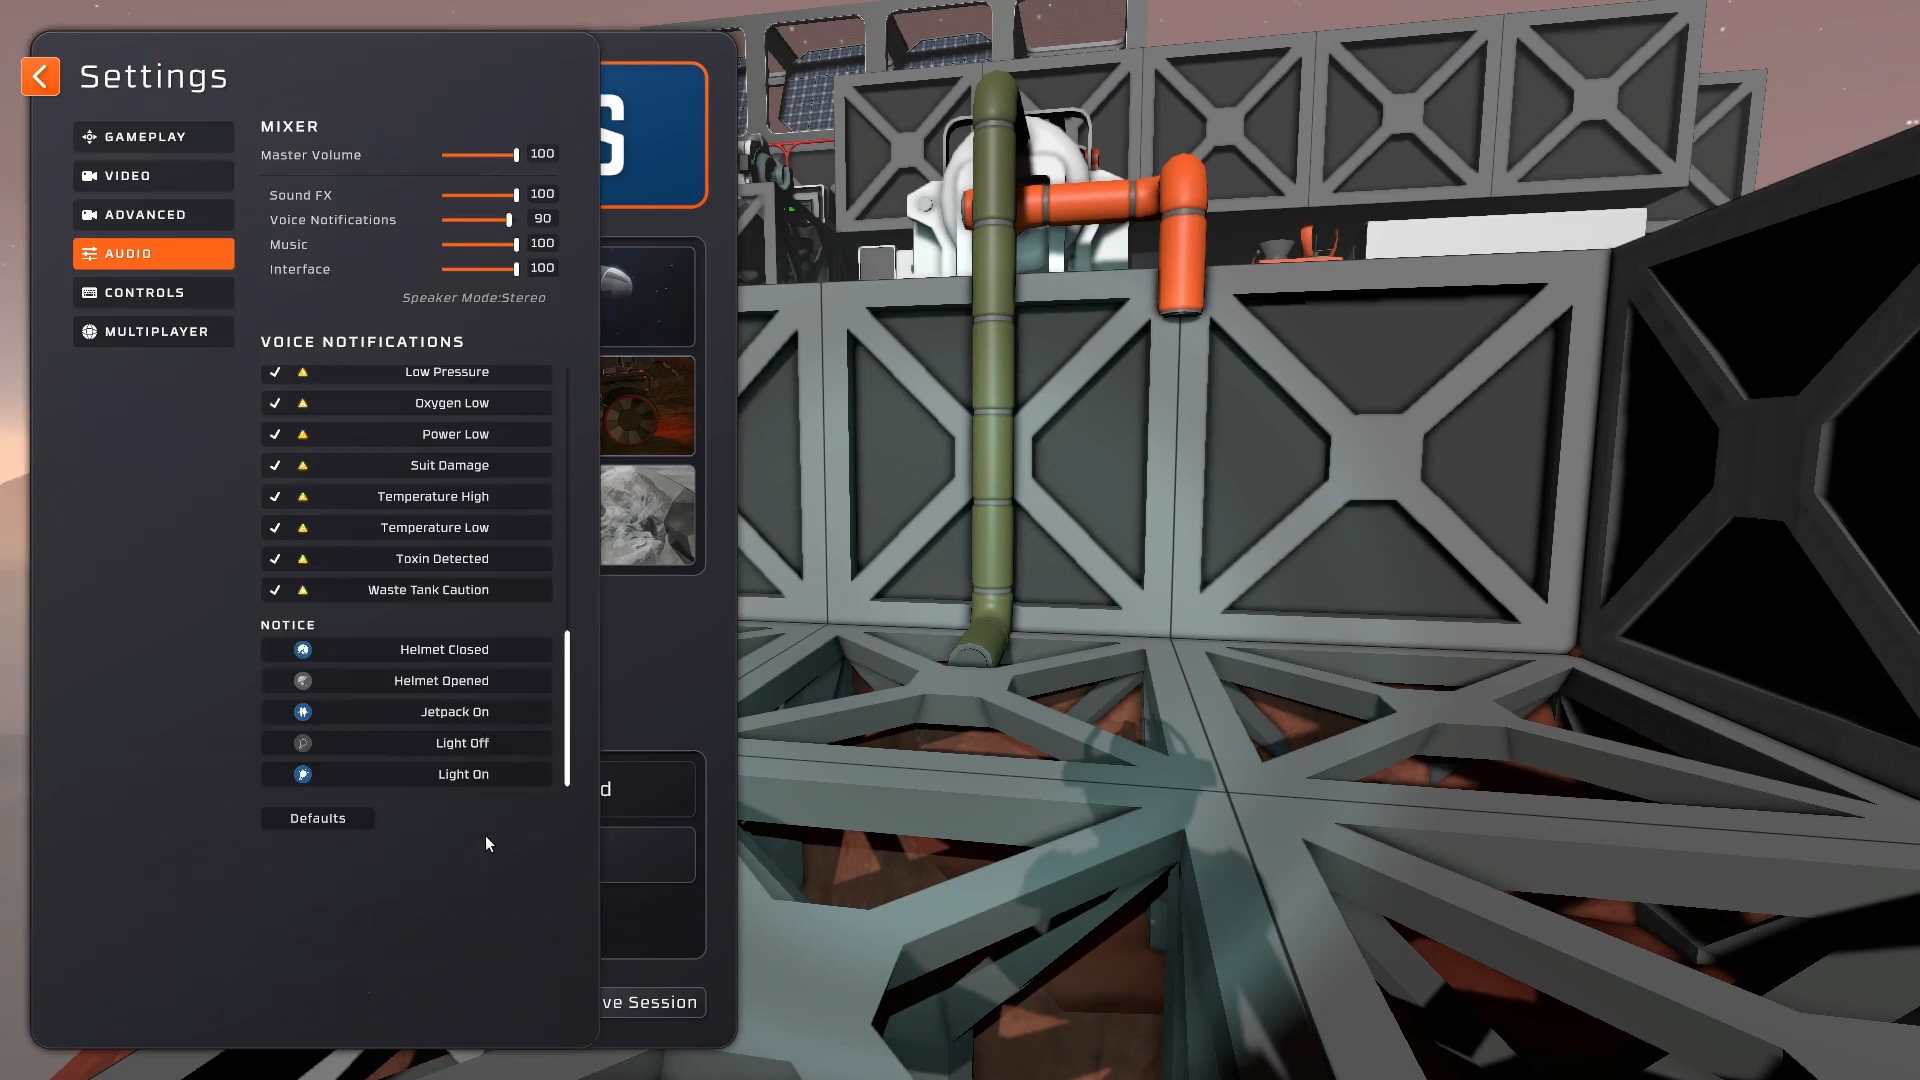 Settings
GAMEPLAY
VIDEO
ADVANCED
AUDIO
CONTROLS
MULTIPLAYER
MIXER
Master Volume 100
Sound FX 100
Voice Notifications 90
Music 100
Interface 100
Speaker Mode:Stereo
VOICE NOTIFICATIONS
Low Pressure
Oxygen Low
Power Low
Suit Damage
Temperature High
Temperature Low
Toxin Detected
Waste Tank Caution
NOTICE
Helmet Closed
Helmet Opened
Jetpack On
Light Off
Light On
Defaults
S
d
ve Session